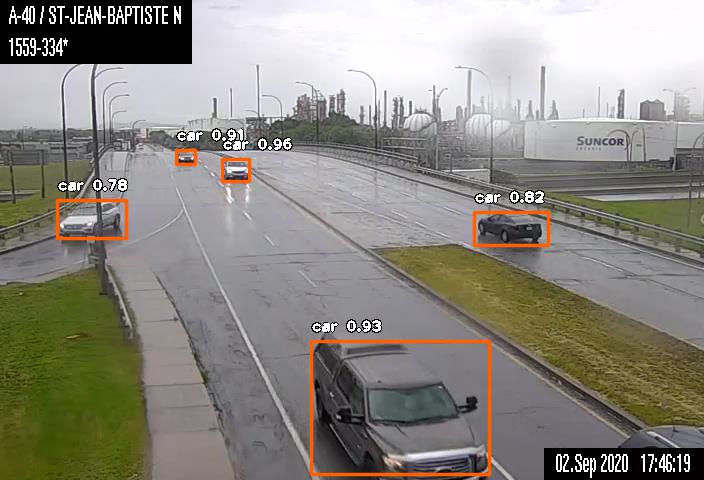 A-40 / ST-JEAN-BAPTISTE N
1559-334*
car 0.91
car 0.96
SUNCOR
car 0.78
car 0.82
car 0.93
02.Sep 2020 17:46:19